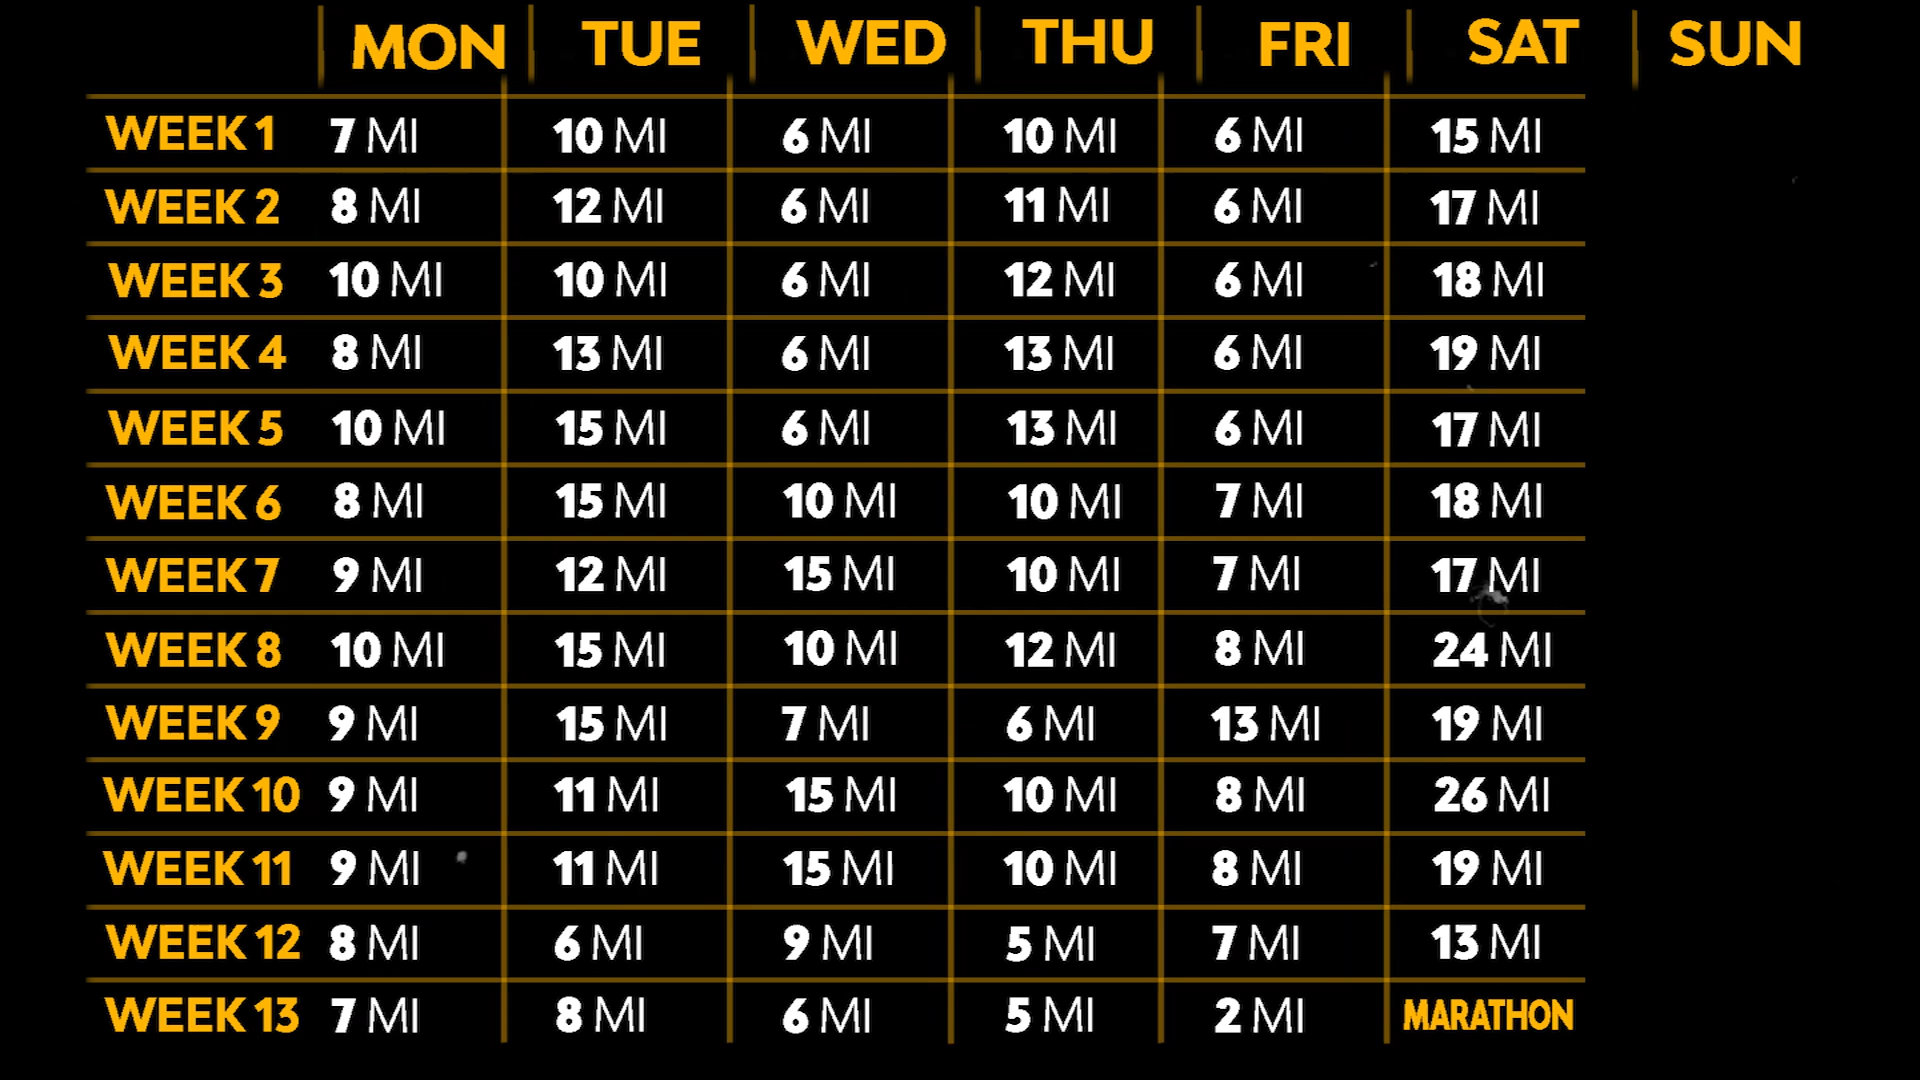 MON TUE WED THU FRI SAT SUN
WEEK 1 7 MI 10 MI 6 MI 10 MI 6 MI 15 MI
WEEK 2 8 MI 12 MI 6 MI 11 MI 6 MI 17 MI
WEEK 3 10 MI 10 MI 6 MI 12 MI 6 MI 18 MI
WEEK 4 8 MI 13 MI 6 MI 13 MI 6 MI 19 MI
WEEK 5 10 MI 15 MI 6 MI 13 MI 6 MI 17 MI
WEEK 6 8 MI 15 MI 10 MI 10 MI 7 MI 18 MI
WEEK 7 9 MI 12 MI 15 MI 10 MI 7 MI 17 MI
WEEK 8 10 MI 15 MI 10 MI 12 MI 8 MI 24 MI
WEEK 9 9 MI 15 MI 7 MI 6 MI 13 MI 19 MI
WEEK 10 9 MI 11 MI 15 MI 10 MI 8 MI 26 MI
WEEK 11 9 MI 11 MI 15 MI 10 MI 8 MI 19 MI
WEEK 12 8 MI 6 MI 9 MI 5 MI 7 MI 13 MI
WEEK 13 7 MI 8 MI 6 MI 5 MI 2 MI MARATHON